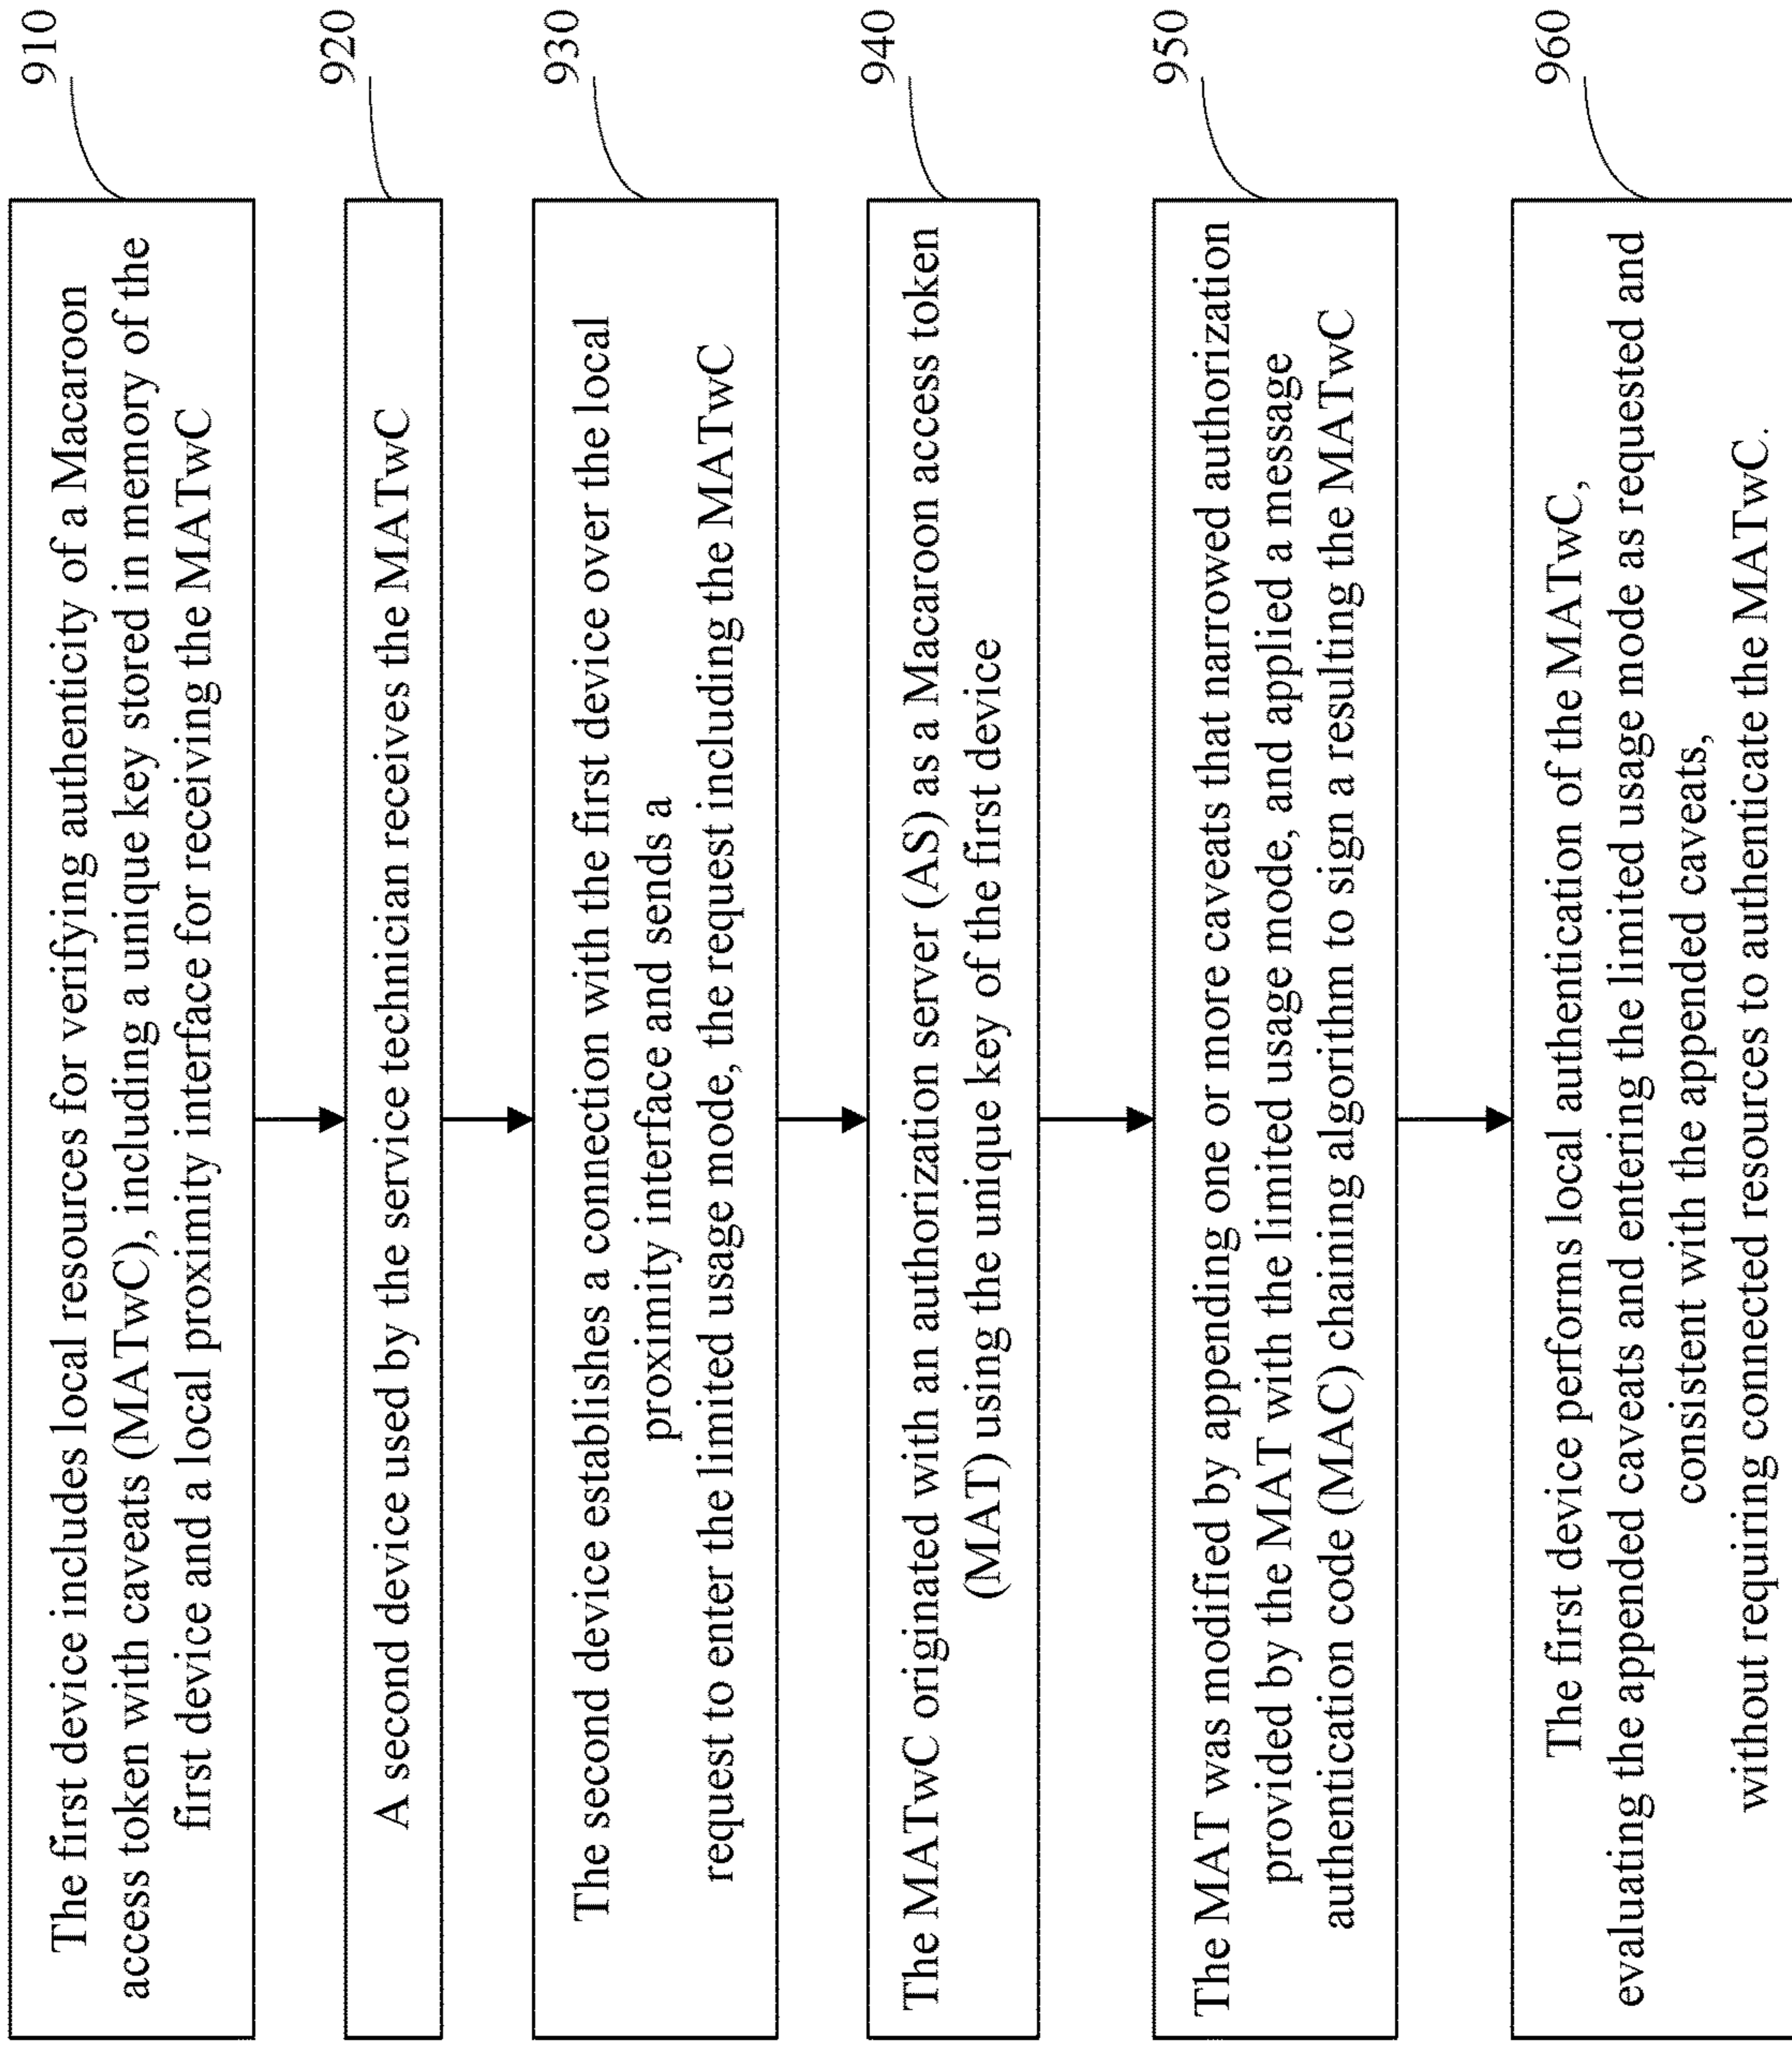 910
The first device includes local resources for verifying authenticity of a Macaroon
access token with caveats (MATwC), including a unique key stored in memory of the
first device and a local proximity interface for receiving the MATwC
920
A second device used by the service technician receives the MATwC
930
The second device establishes a connection with the first device over the local
proximity interface and sends a
request to enter the limited usage mode, the request including the MATwC
940
The MATwC originated with an authorization server (AS) as a Macaroon access token
(MAT) using the unique key of the first device
950
The MAT was modified by appending one or more caveats that narrowed authorization
provided by the MAT with the limited usage mode, and applied a message
authentication code (MAC) chaining algorithm to sign a resulting the MATwC
960
The first device performs local authentication of the MATwC,
evaluating the appended caveats and entering the limited usage mode as requested and
consistent with the appended caveats,
without requiring connected resources to authenticate the MATwC.